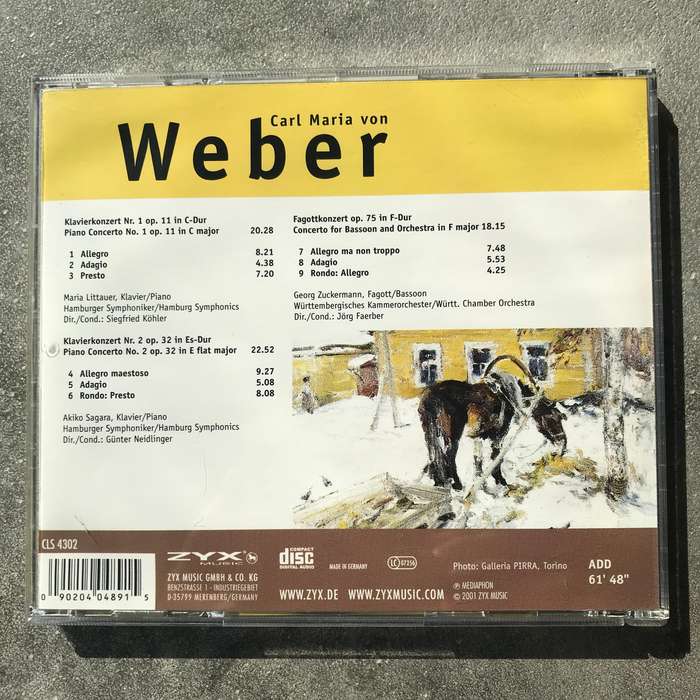 Carl Maria von
Weber
Klavierkonzert Nr. 1 op. 11 in C-Dur
Piano Concerto No. 1 op. 11 in C major 20.28
1 Allegro 8.21
2 Adagio 4.38
3 Presto 7.20
Maria Littauer, Klavier/Piano
Hamburger Symphoniker/Hamburg Symphonics
Dir./Cond.: Siegfried Köhler
Klavierkonzert Nr. 2 op. 32 in Es-Dur
Piano Concerto No. 2 op. 32 in E flat major 22.52
4 Allegro maestoso 9.27
5 Adagio 5.08
6 Rondo: Presto 8.08
Akiko Sagara, Klavier/Piano
Hamburger Symphoniker/Hamburg Symphonics
Dir./Cond.: Günter Neidlinger
Fagottkonzert op. 75 in F-Dur
Concerto for Bassoon and Orchestra in F major 18.15
7 Allegro ma non troppo 7.48
8 Adagio 5.53
9 Rondo: Allegro 4.25
Georg Zuckermann, Fagott/Bassoon
Württembergisches Kammerorchester/Württ. Chamber Orchestra
Dir./Cond.: Jörg Faerber
CLS 4302
0 90204 04891 5
ZYX
MUSIC
ZYX MUSIC GMBH & CO. KG
BENZSTRASSE 1 - INDUSTRIEGEBIET
D-35799 MERENBERG/GERMANY
COMPACT
disc
DIGITAL AUDIO
MADE IN GERMANY
LC 07356
WWW.ZYX.DE WWW.ZYXMUSIC.COM
Photo: Galleria PIRRA, Torino
℗ MEDIAPHON
© 2001 ZYX MUSIC
ADD
61' 48"